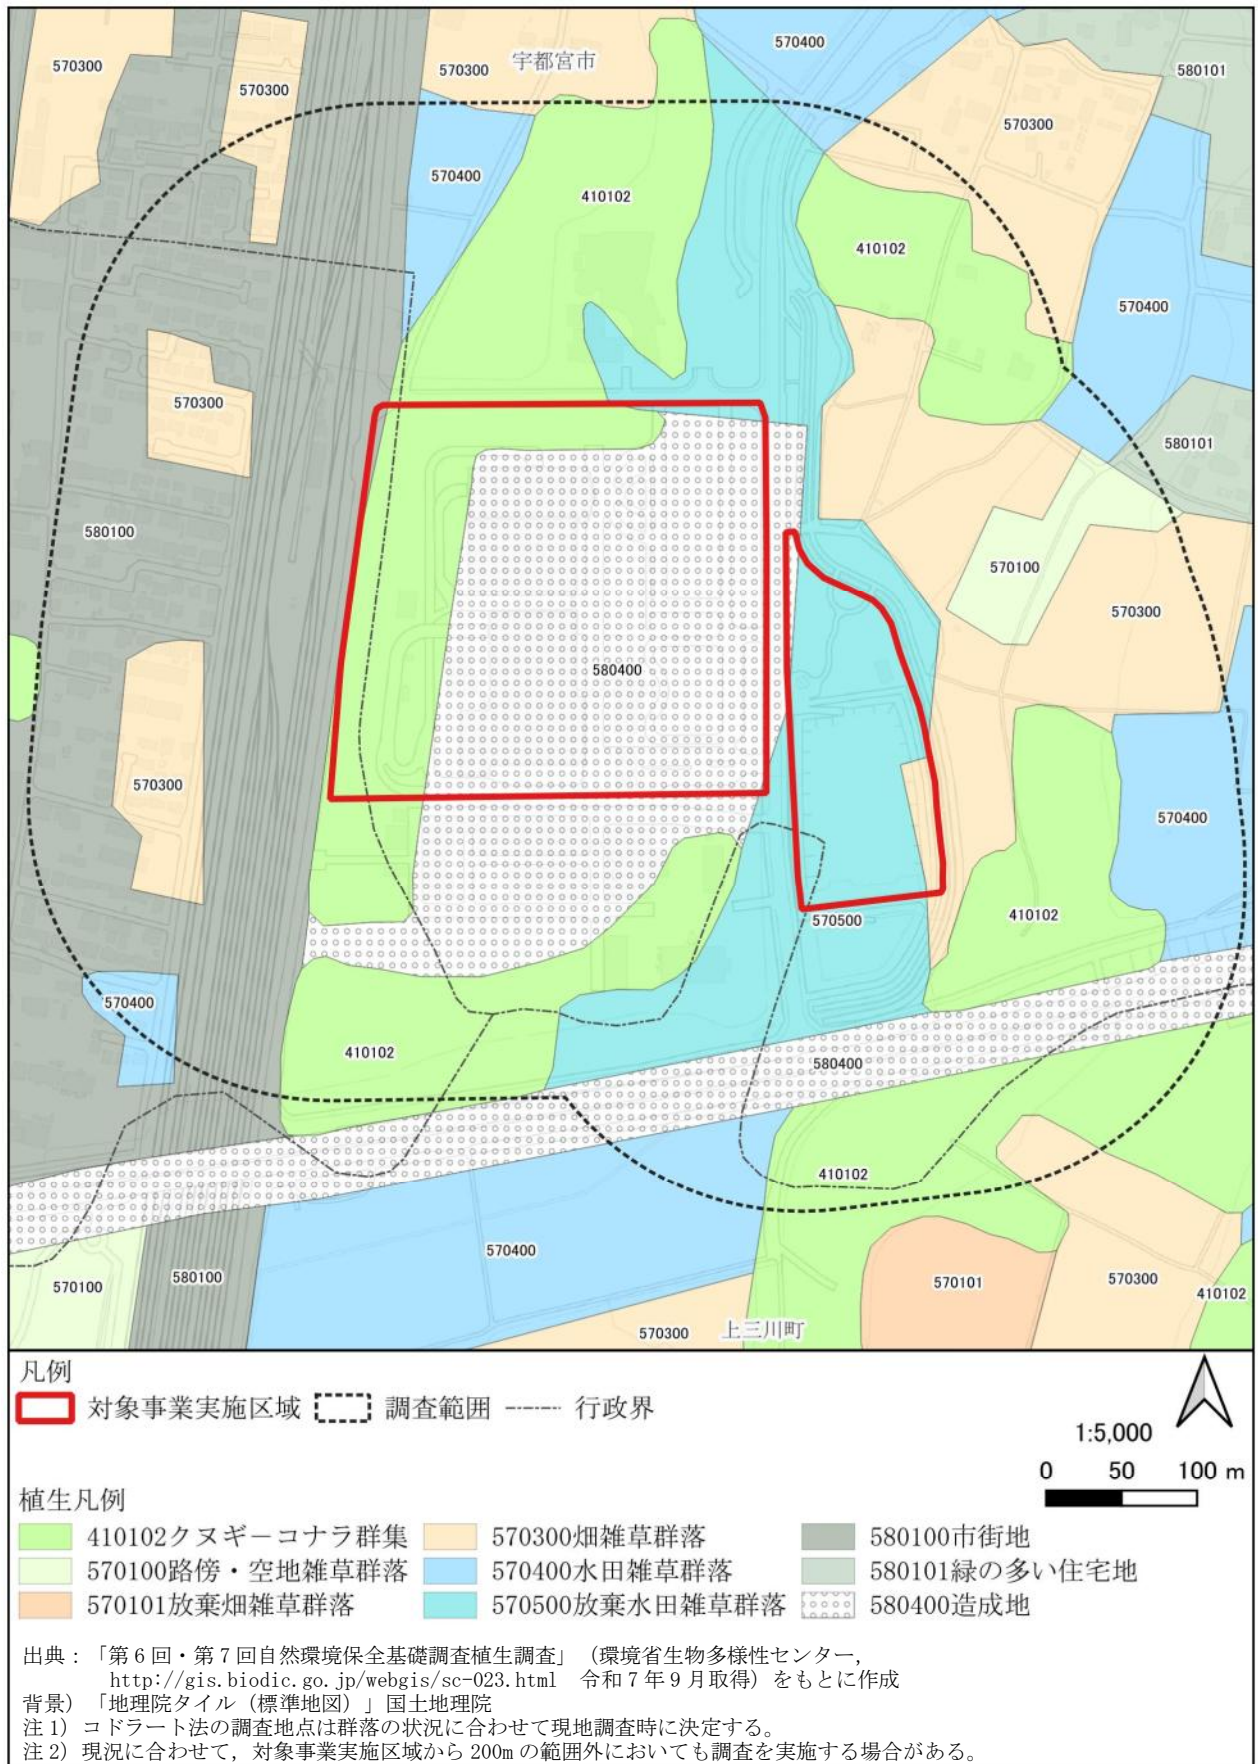 宇都宮市
570400
570300
570300
570300
580101
570300
570400
410102
410102
570400
570300
580101
580100
570100
570300
580400
570300
570400
410102
570500
570400
410102
580400
410102
570400
570100
580100
570101
570300
410102
570300
上三川町
凡例
対象事業実施区域 調査範囲 行政界
1:5,000
0 50 100 m
植生凡例
410102クヌギーコナラ群集 570300畑雑草群落 580100市街地
570100路傍・空地雑草群落 570400水田雑草群落 580101緑の多い住宅地
570101放棄畑雑草群落 570500放棄水田雑草群落 580400造成地
出典：「第6回・第7回自然環境保全基礎調査植生調査」（環境省生物多様性センター，
http://gis.biodic.go.jp/webgis/sc-023.html 令和7年9月取得）をもとに作成
背景）「地理院タイル（標準地図）」国土地理院
注1）コドラート法の調査地点は群落の状況に合わせて現地調査時に決定する。
注2）現況に合わせて，対象事業実施区域から200mの範囲外においても調査を実施する場合がある。